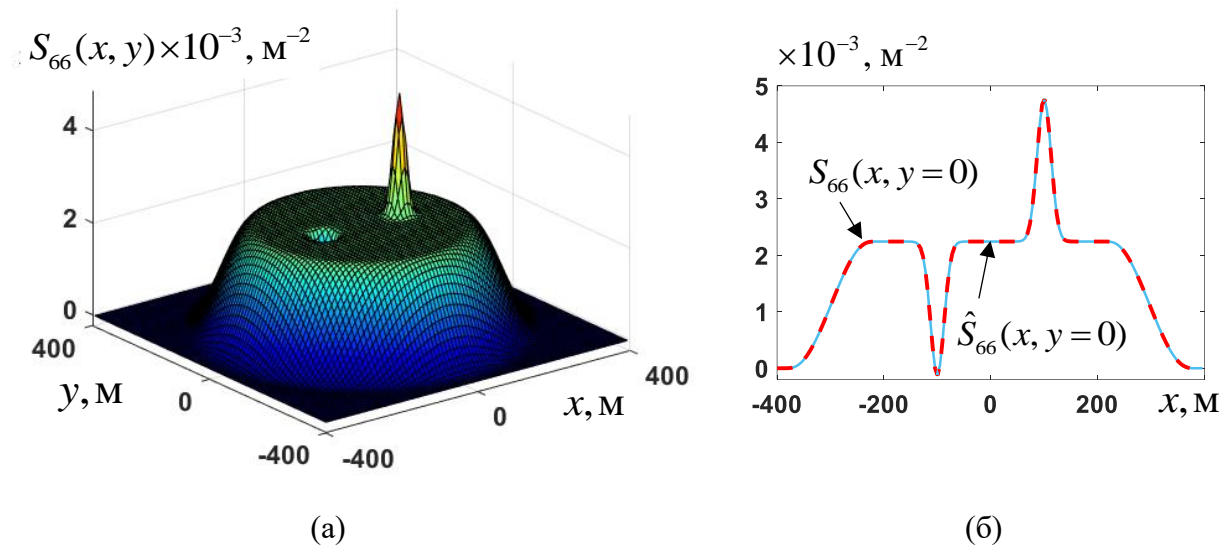 S₆₆(x, y)×10⁻³, м⁻²
4
2
0
400
y, м
0
-400
-400
0
x, м
400
(а)
×10⁻³, м⁻²
5
4
3
2
1
0
S₆₆(x, y = 0)
Ŝ₆₆(x, y = 0)
-400
-200
0
200
x, м
(б)